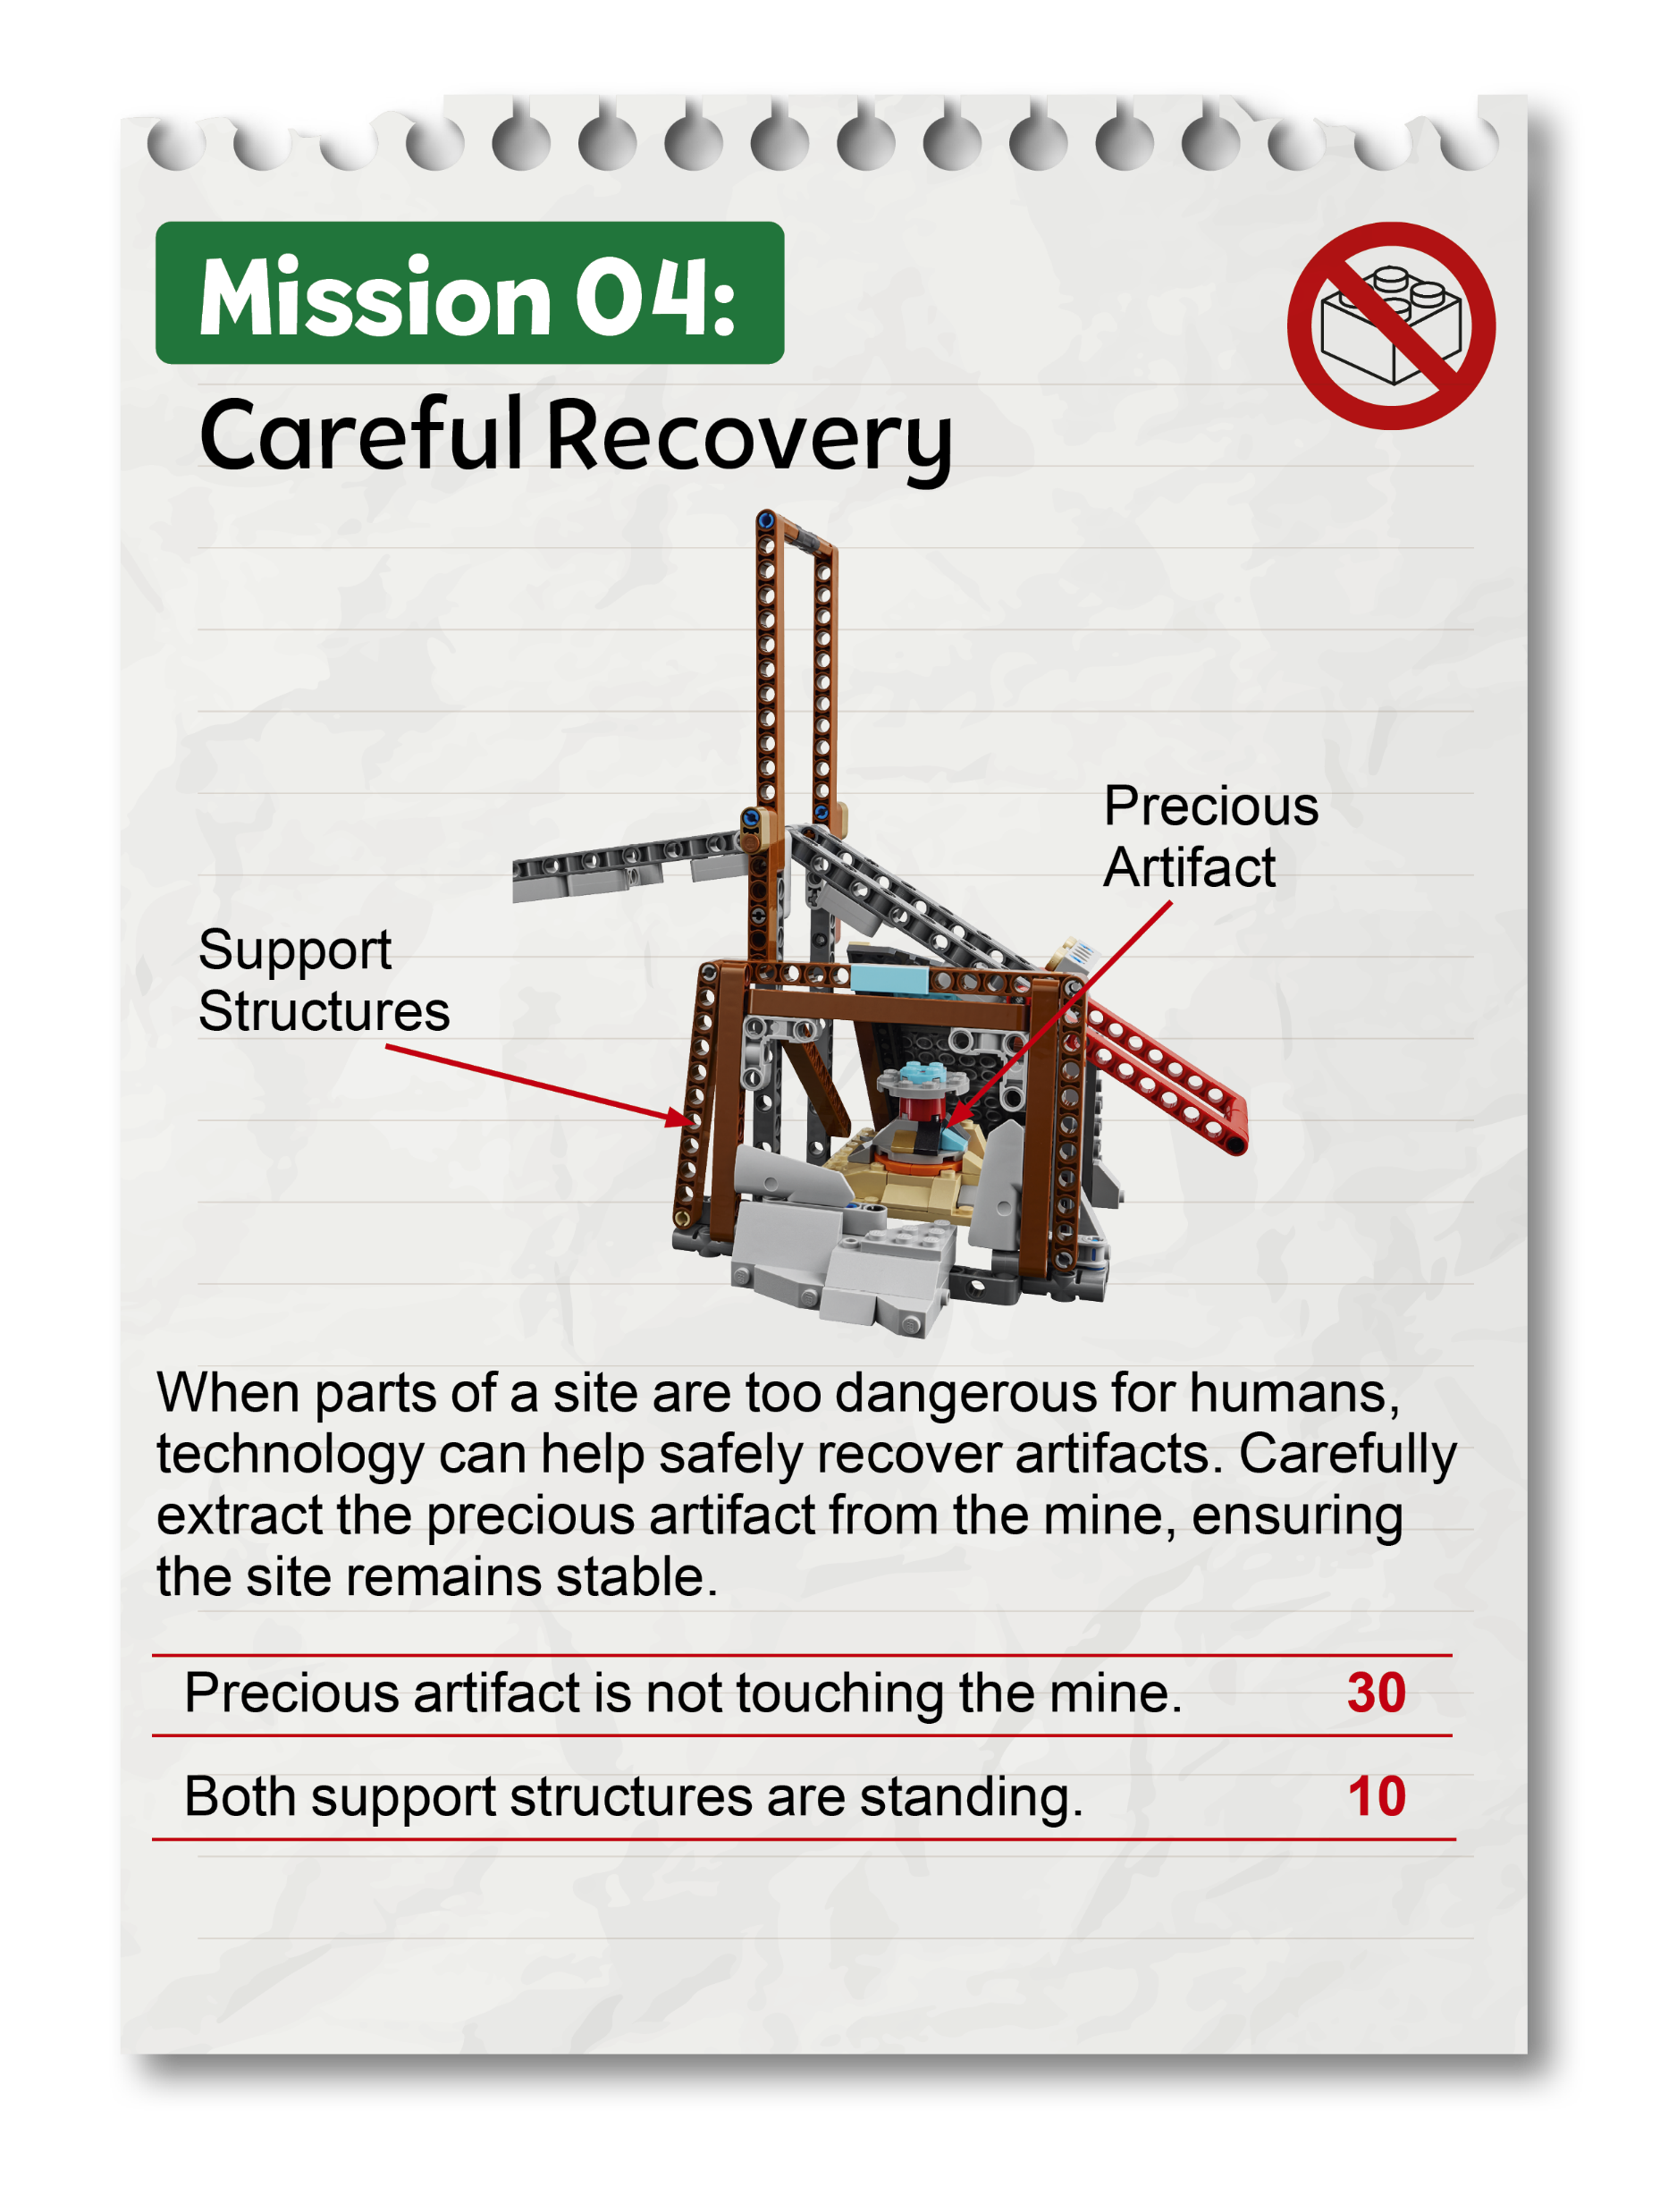 Mission 04:
Careful Recovery
Precious
Artifact
Support
Structures
When parts of a site are too dangerous for humans,
technology can help safely recover artifacts. Carefully
extract the precious artifact from the mine, ensuring
the site remains stable.
Precious artifact is not touching the mine. 30
Both support structures are standing. 10